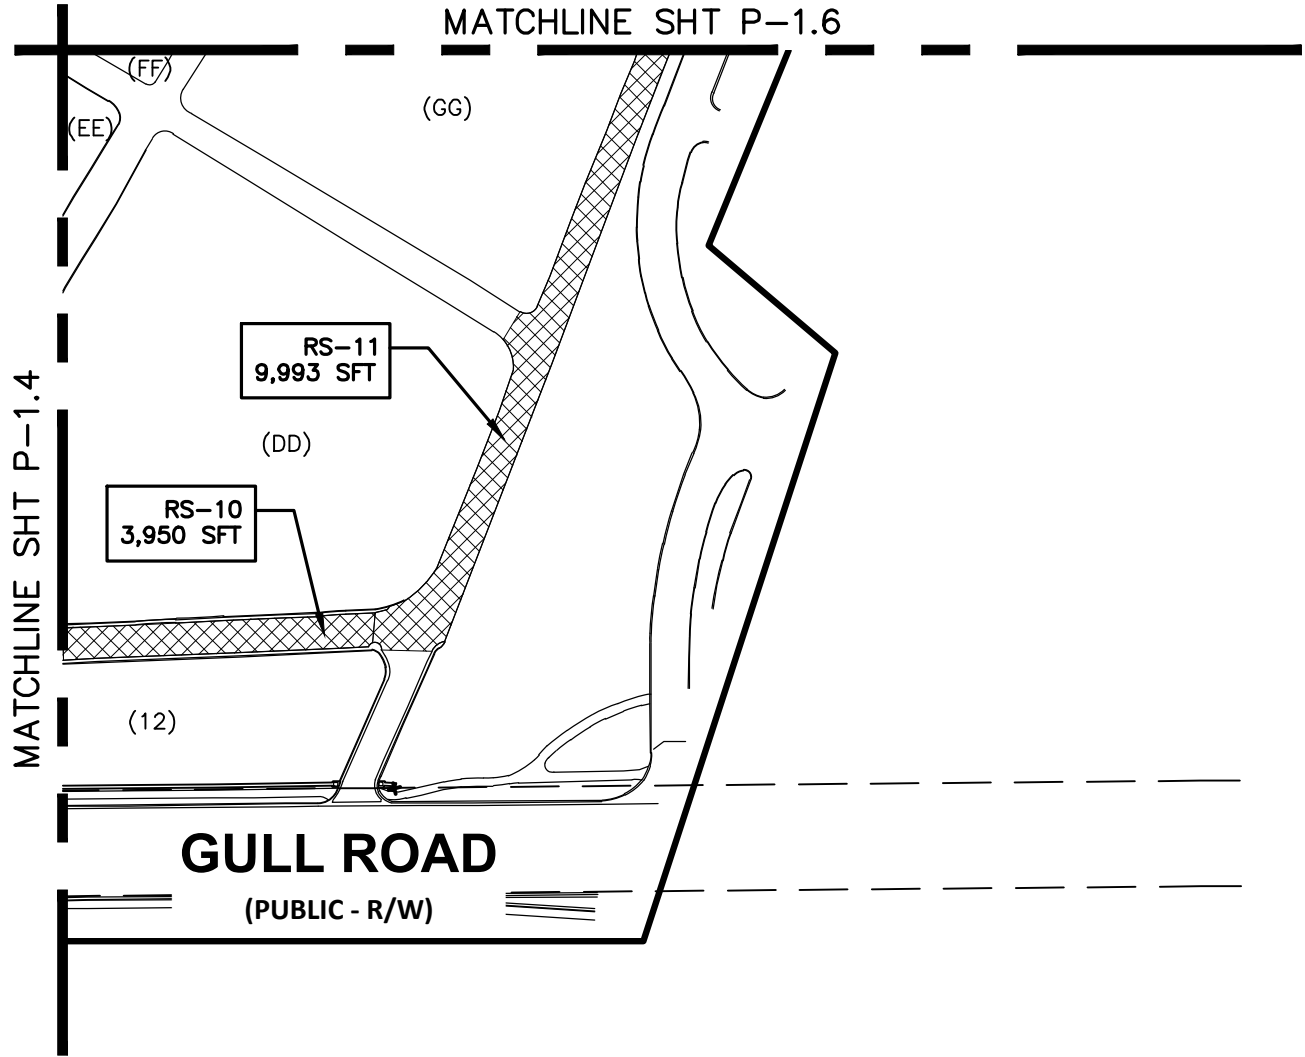 MATCHLINE SHT P-1.6
(FF)
(GG)
(EE)
RS-11
9,993 SFT
MATCHLINE SHT P-1.4
(DD)
RS-10
3,950 SFT
(12)
GULL ROAD
(PUBLIC - R/W)